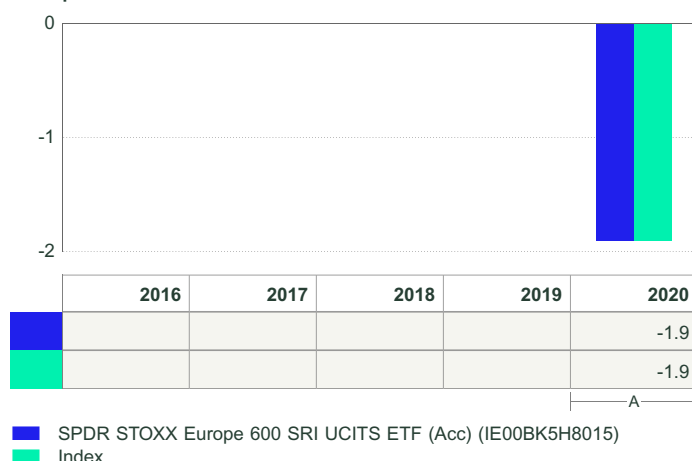 0
-1
-2
2016 2017 2018 2019 2020
-1.9
-1.9
A
SPDR STOXX Europe 600 SRI UCITS ETF (Acc) (IE00BK5H8015)
Index